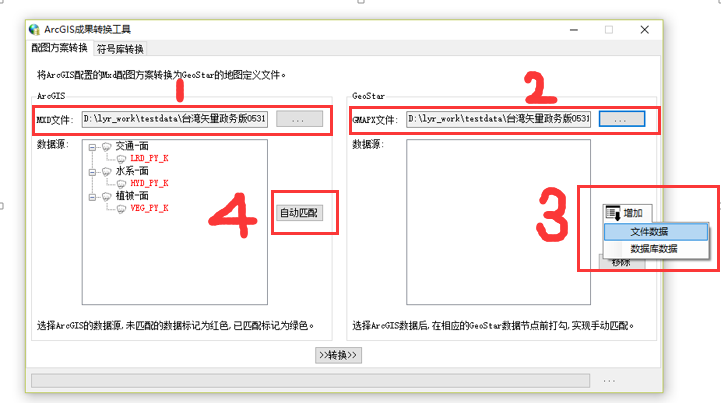 ArcGIS成果转换工具
配图方案转换 符号库转换
将ArcGIS配置的Mxd配图方案转换为GeoStar的地图定义文件。
1
2
ArcGIS
GeoStar
MXD文件: D:\lyr_work\testdata\台湾矢量政务版0531 ...
GMAPX文件: D:\lyr_work\testdata\台湾矢量政务版0531 ...
数据源:
交通-面
LRD_PY_K
水系-面
HYD_PY_K
植被-面
VEG_PY_K
4
自动匹配
数据源:
3
增加
文件数据
数据库数据
移除
选择ArcGIS的数据源,未匹配的数据标记为红色,已匹配标记为绿色。
选择ArcGIS数据后,在相应的GeoStar数据节点前打勾,实现手动匹配。
>>转换>>
...